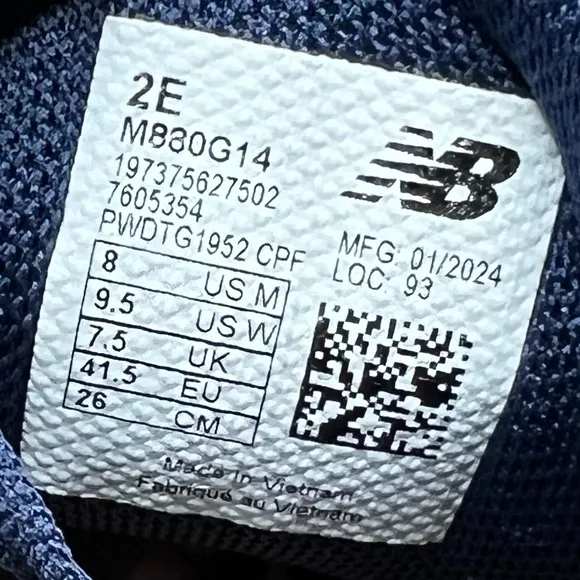 2E
M880G14
197375627502
7605354
PWDTG1952 CPF
NB
MFG: 01/2024
LOC: 93
8 US M
9.5 US W
7.5 UK
41.5 EU
26 CM
Made in Vietnam
Fabriqué au Vietnam